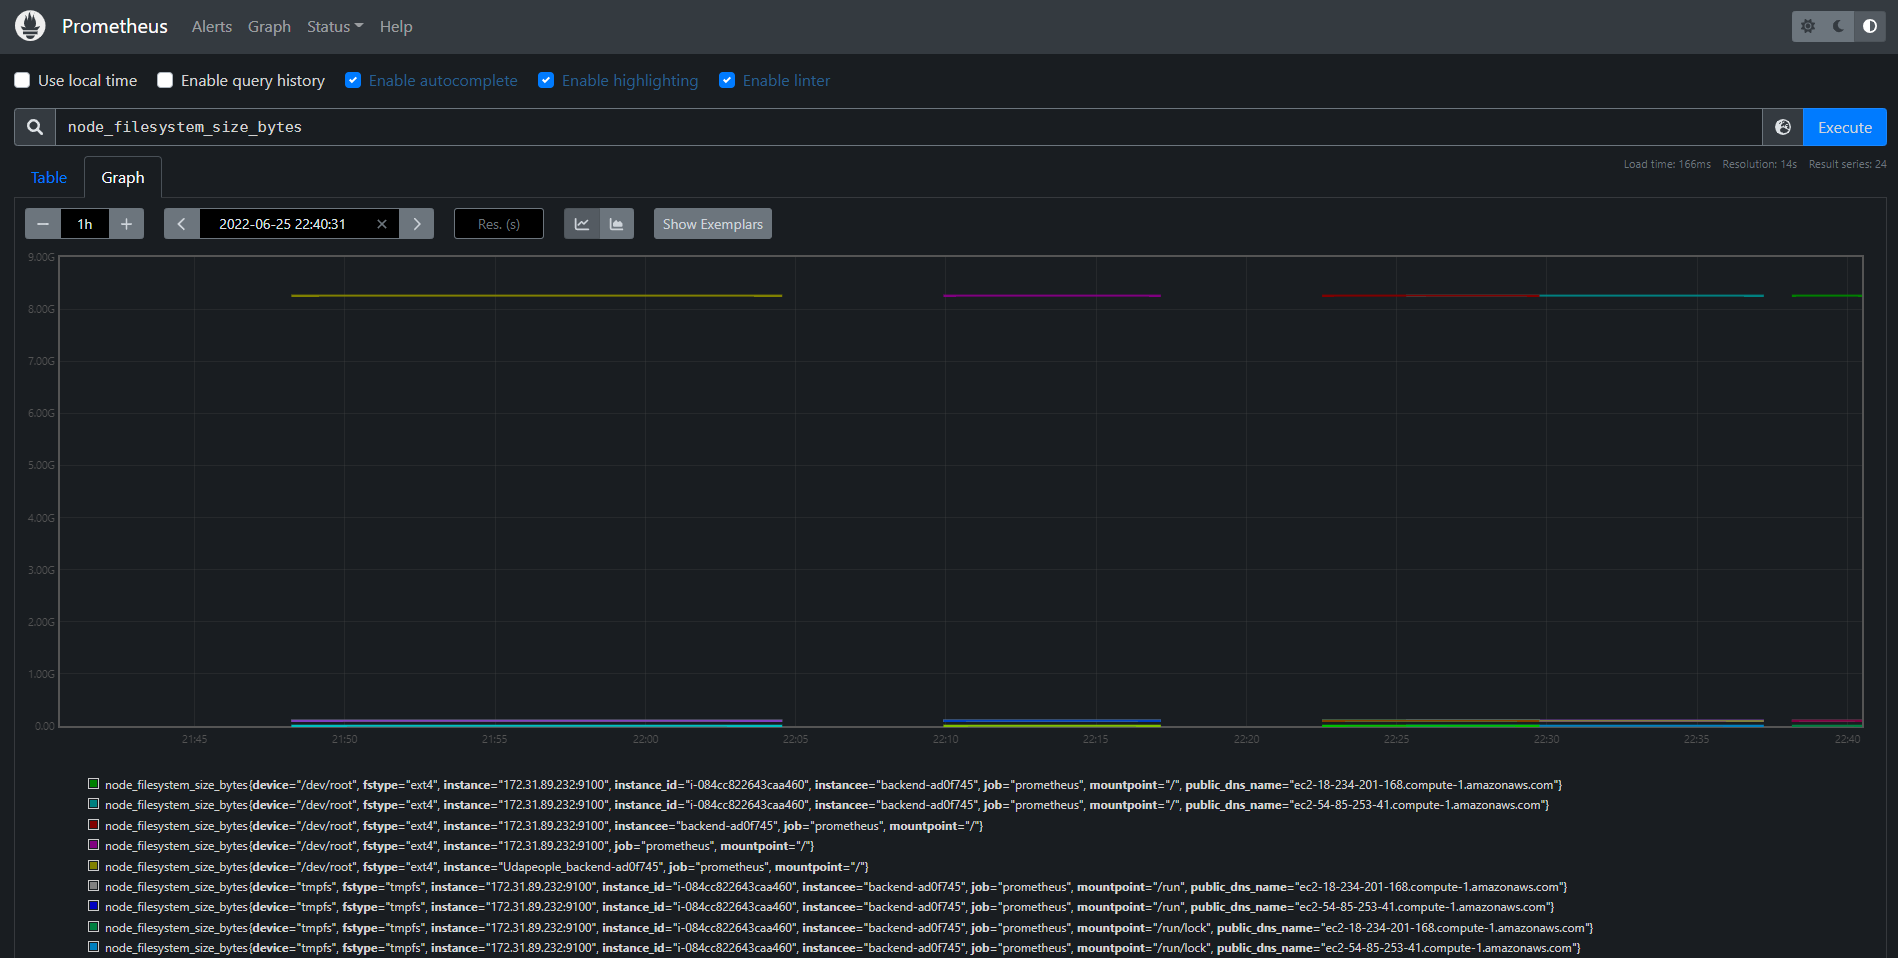 Prometheus Alerts Graph Status Help
Use local time Enable query history Enable autocomplete Enable highlighting Enable linter
node_filesystem_size_bytes Execute
Load time: 166ms Resolution: 14s Result series: 24
Table Graph
1h 2022-06-25 22:40:31 Res. (s) Show Exemplars
9.00G
8.00G
7.00G
6.00G
5.00G
4.00G
3.00G
2.00G
1.00G
0.00
21:45 21:50 21:55 22:00 22:05 22:10 22:15 22:20 22:25 22:30 22:35 22:40
node_filesystem_size_bytes{device="/dev/root", fstype="ext4", instance="172.31.89.232:9100", instance_id="i-084cc822643caa460", instancee="backend-ad0f745", job="prometheus", mountpoint="/", public_dns_name="ec2-18-234-201-168.compute-1.amazonaws.com"}
node_filesystem_size_bytes{device="/dev/root", fstype="ext4", instance="172.31.89.232:9100", instance_id="i-084cc822643caa460", instancee="backend-ad0f745", job="prometheus", mountpoint="/", public_dns_name="ec2-54-85-253-41.compute-1.amazonaws.com"}
node_filesystem_size_bytes{device="/dev/root", fstype="ext4", instance="172.31.89.232:9100", instancee="backend-ad0f745", job="prometheus", mountpoint="/"}
node_filesystem_size_bytes{device="/dev/root", fstype="ext4", instance="172.31.89.232:9100", job="prometheus", mountpoint="/"}
node_filesystem_size_bytes{device="/dev/root", fstype="ext4", instance="Udapeople_backend-ad0f745", job="prometheus", mountpoint="/"}
node_filesystem_size_bytes{device="tmpfs", fstype="tmpfs", instance="172.31.89.232:9100", instance_id="i-084cc822643caa460", instancee="backend-ad0f745", job="prometheus", mountpoint="/run", public_dns_name="ec2-18-234-201-168.compute-1.amazonaws.com"}
node_filesystem_size_bytes{device="tmpfs", fstype="tmpfs", instance="172.31.89.232:9100", instance_id="i-084cc822643caa460", instancee="backend-ad0f745", job="prometheus", mountpoint="/run", public_dns_name="ec2-54-85-253-41.compute-1.amazonaws.com"}
node_filesystem_size_bytes{device="tmpfs", fstype="tmpfs", instance="172.31.89.232:9100", instance_id="i-084cc822643caa460", instancee="backend-ad0f745", job="prometheus", mountpoint="/run/lock", public_dns_name="ec2-18-234-201-168.compute-1.amazonaws.com"}
node_filesystem_size_bytes{device="tmpfs", fstype="tmpfs", instance="172.31.89.232:9100", instance_id="i-084cc822643caa460", instancee="backend-ad0f745", job="prometheus", mountpoint="/run/lock", public_dns_name="ec2-54-85-253-41.compute-1.amazonaws.com"}